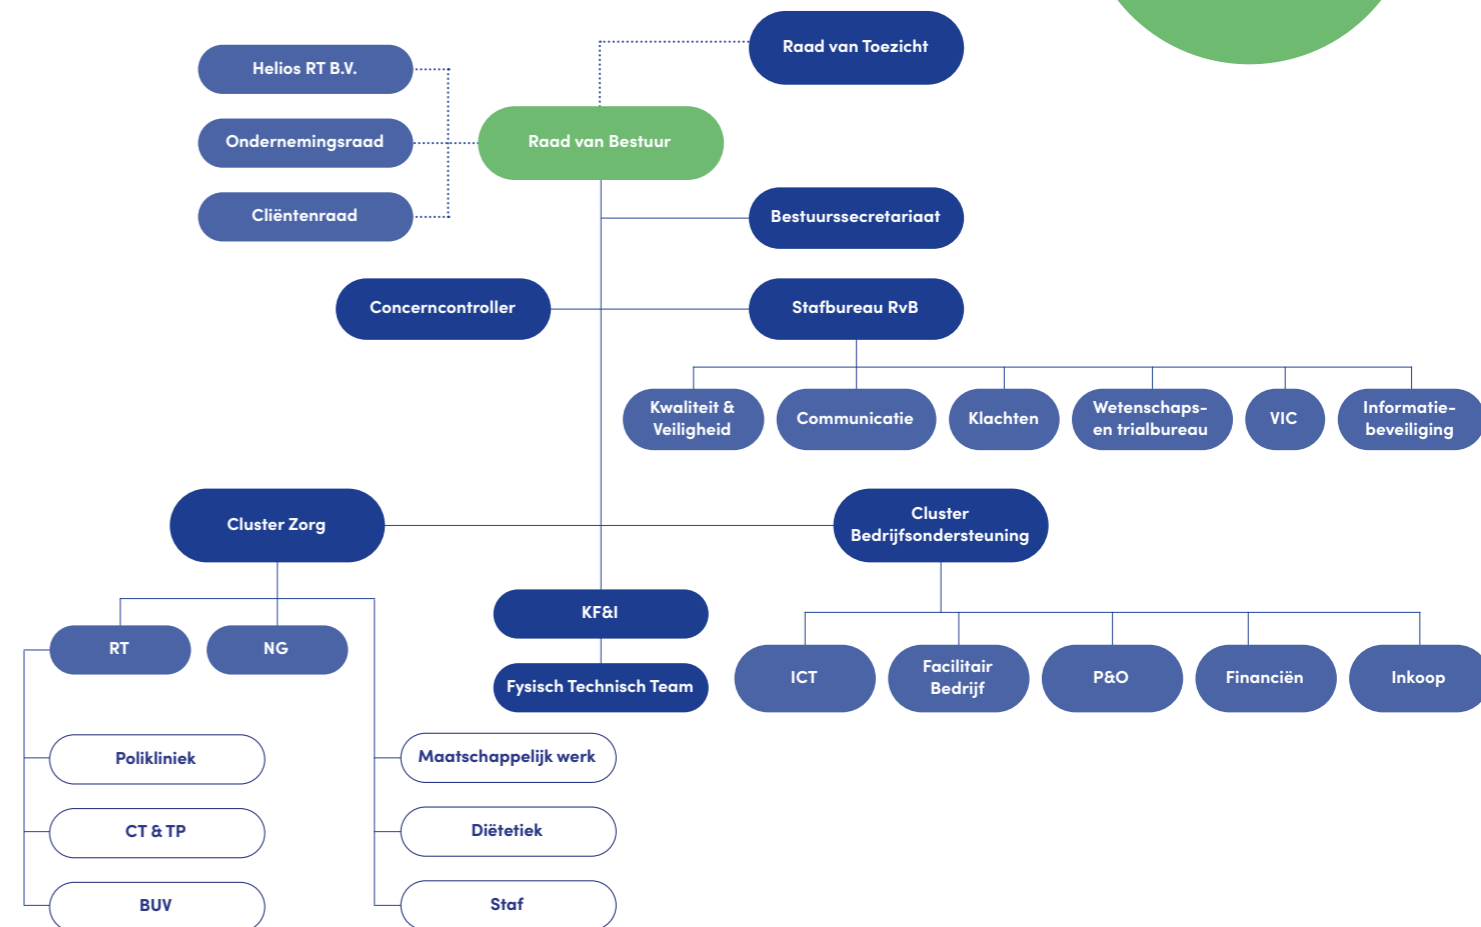 Raad van Toezicht
Helios RT B.V.
Ondernemingsraad
Raad van Bestuur
Cliëntenraad
Bestuurssecretariaat
Concerncontroller
Stafbureau RvB
Kwaliteit &
Veiligheid
Communicatie
Klachten
Wetenschaps-
en trialbureau
VIC
Informatie-
beveiliging
Cluster Zorg
Cluster
Bedrijfsondersteuning
KF&I
Fysisch Technisch Team
RT
NG
ICT
Facilitair
Bedrijf
P&O
Financiën
Inkoop
Polikliniek
CT & TP
BUV
Maatschappelijk werk
Diëtetiek
Staf